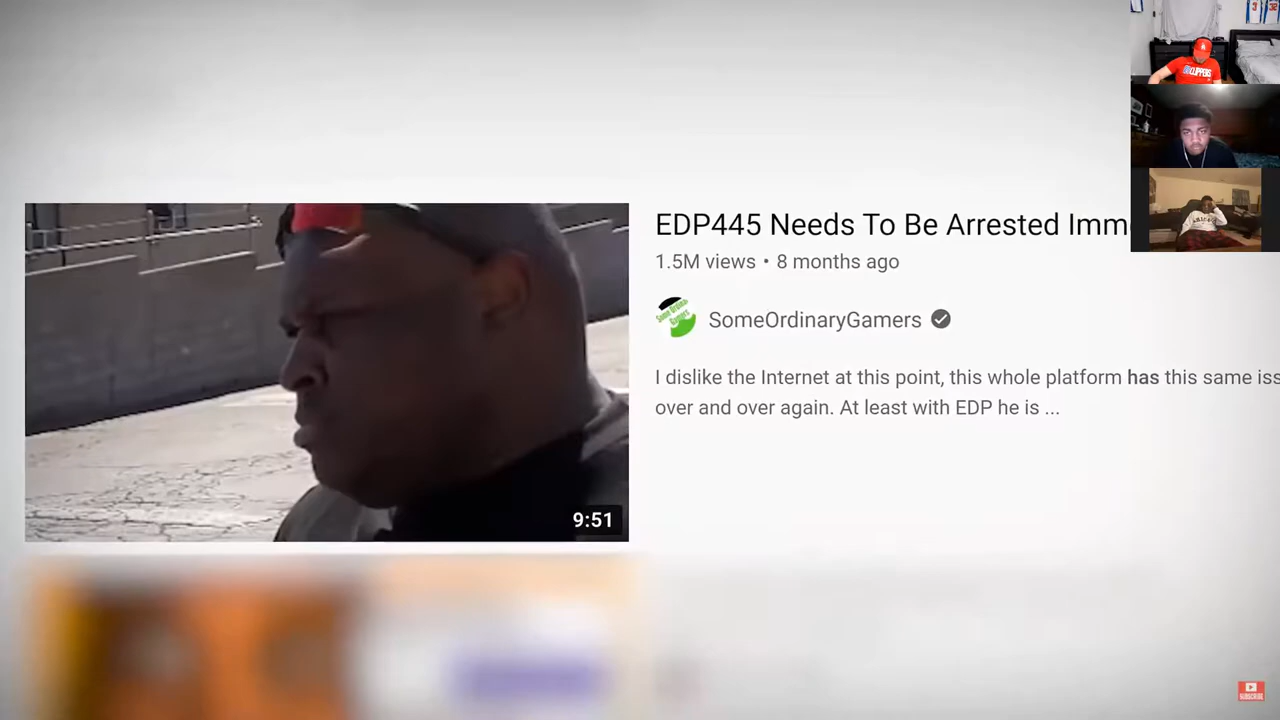 EDP445 Needs To Be Arrested Imm
1.5M views • 8 months ago
SomeOrdinaryGamers
I dislike the Internet at this point, this whole platform has this same iss
over and over again. At least with EDP he is ...
9:51
CLIPPERS
SUBSCRIBE